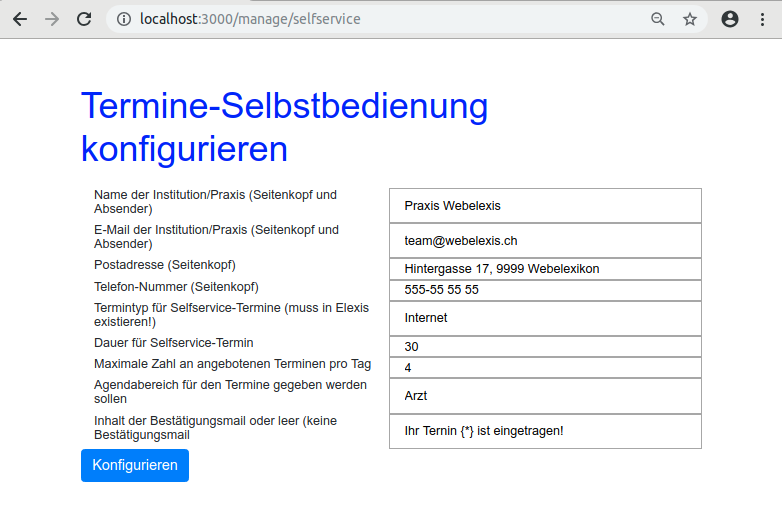 localhost:3000/manage/selfservice
Termine-Selbstbedienung
konfigurieren
Name der Institution/Praxis (Seitenkopf und
Absender)
Praxis Webelexis
E-Mail der Institution/Praxis (Seitenkopf und
Absender)
team@webelexis.ch
Postadresse (Seitenkopf)
Hintergasse 17, 9999 Webelexikon
Telefon-Nummer (Seitenkopf)
555-55 55 55
Termintyp für Selfservice-Termine (muss in Elexis
existieren!)
Internet
Dauer für Selfservice-Termin
30
Maximale Zahl an angebotenen Terminen pro Tag
4
Agendabereich für den Termine gegeben werden
sollen
Arzt
Inhalt der Bestätigungsmail oder leer (keine
Bestätigungsmail
Ihr Ternin {*} ist eingetragen!
Konfigurieren